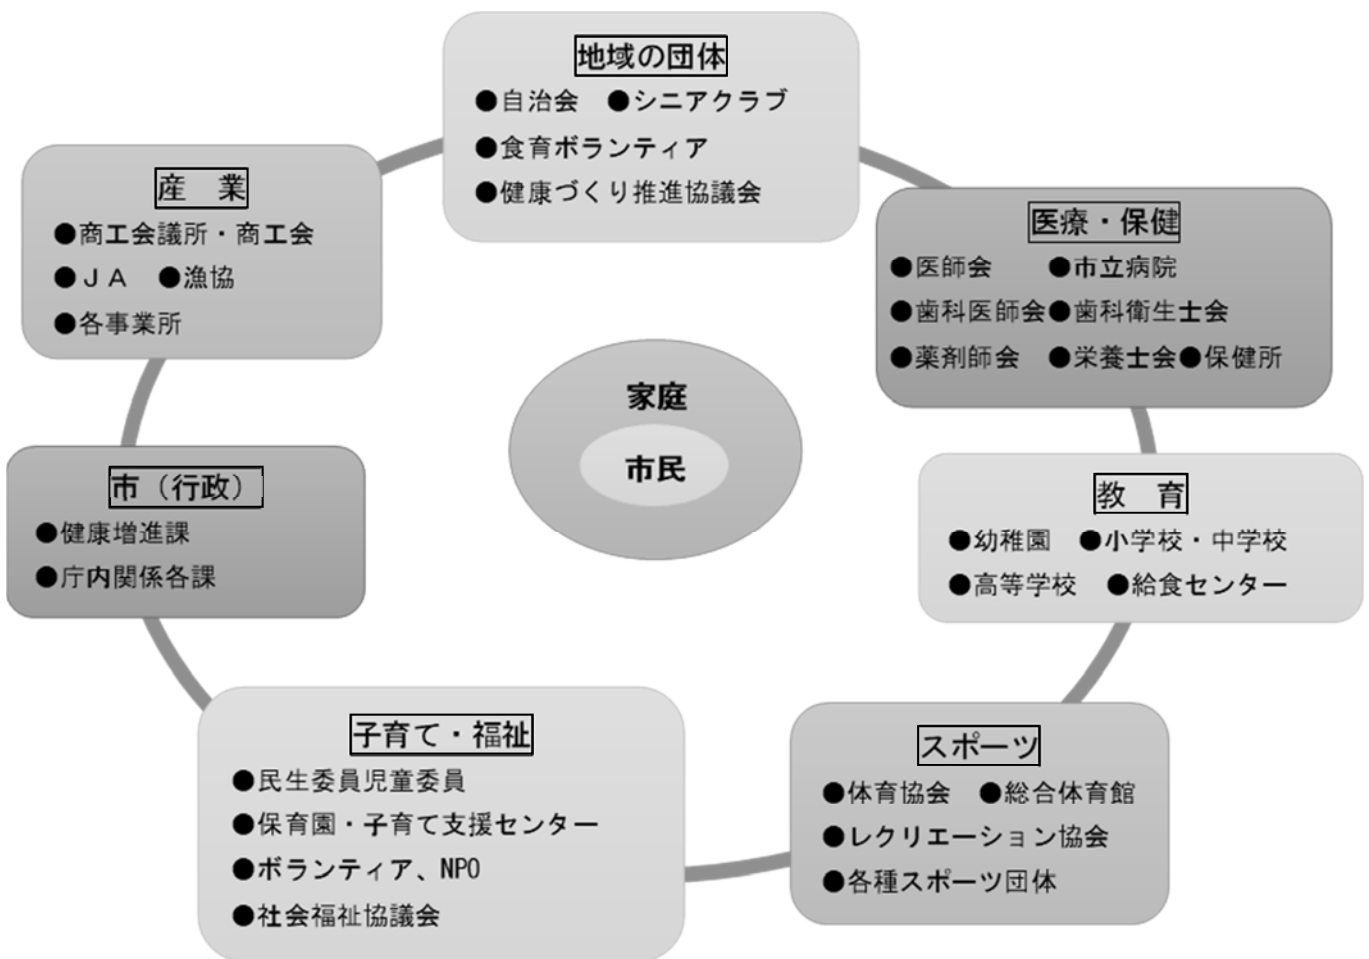 地域の団体
●自治会　●シニアクラブ
●食育ボランティア
●健康づくり推進協議会
医療・保健
●医師会　●市立病院
●歯科医師会●歯科衛生士会
●薬剤師会　●栄養士会●保健所
教　育
●幼稚園　●小学校・中学校
●高等学校　●給食センター
スポーツ
●体育協会　●総合体育館
●レクリエーション協会
●各種スポーツ団体
子育て・福祉
●民生委員児童委員
●保育園・子育て支援センター
●ボランティア、NPO
●社会福祉協議会
市（行政）
●健康増進課
●庁内関係各課
産　業
●商工会議所・商工会
●ＪＡ　●漁協
●各事業所
家庭
市民